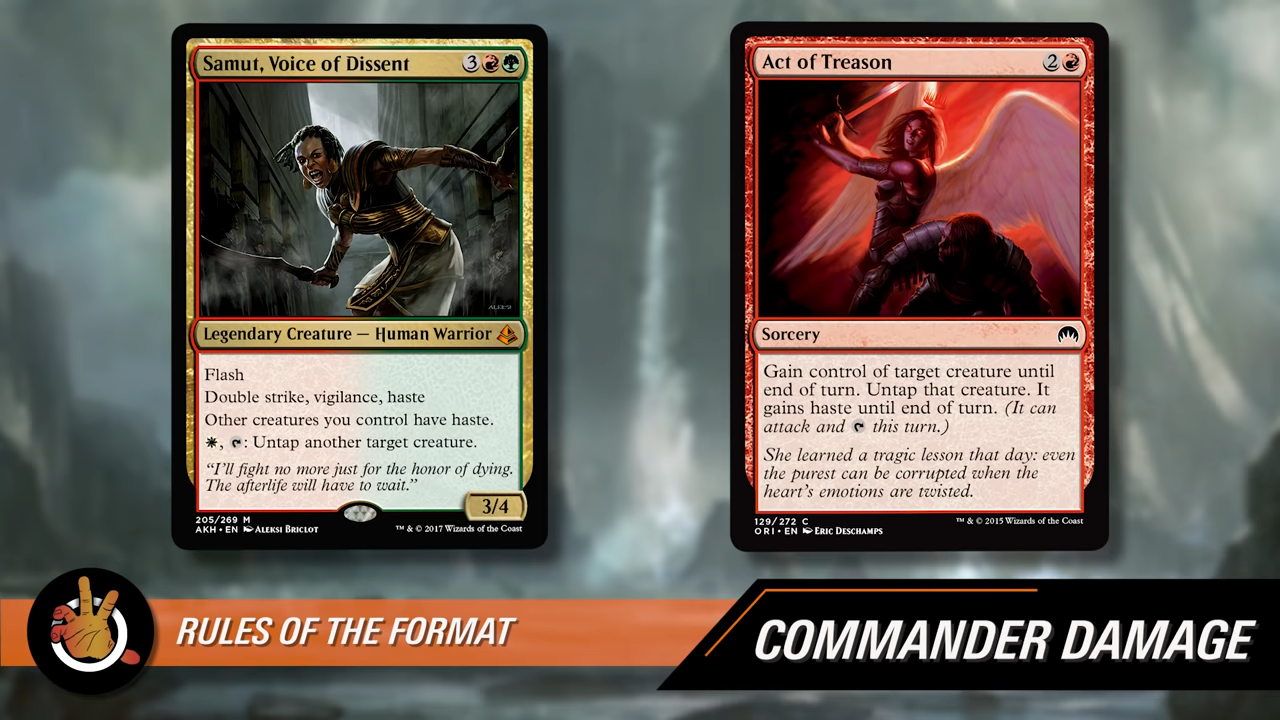 Samut, Voice of Dissent 3
ALEKSI
Legendary Creature — Human Warrior
Flash
Double strike, vigilance, haste
Other creatures you control have haste.
, : Untap another target creature.
“I’ll fight no more just for the honor of dying.
The afterlife will have to wait.”
3/4
205/269 M
AKH • EN Aleksi Briclot
™ & © 2017 Wizards of the Coast
Act of Treason 2
Sorcery
Gain control of target creature until
end of turn. Untap that creature. It
gains haste until end of turn. (It can
attack and this turn.)
She learned a tragic lesson that day: even
the purest can be corrupted when the
heart’s emotions are twisted.
129/272 C
ORI • EN Eric Deschamps
™ & © 2015 Wizards of the Coast
RULES OF THE FORMAT
COMMANDER DAMAGE